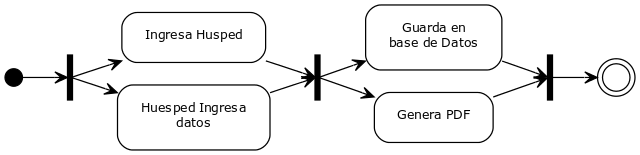 Ingresa Husped
Huesped Ingresa
datos
Guarda en
base de Datos
Genera PDF